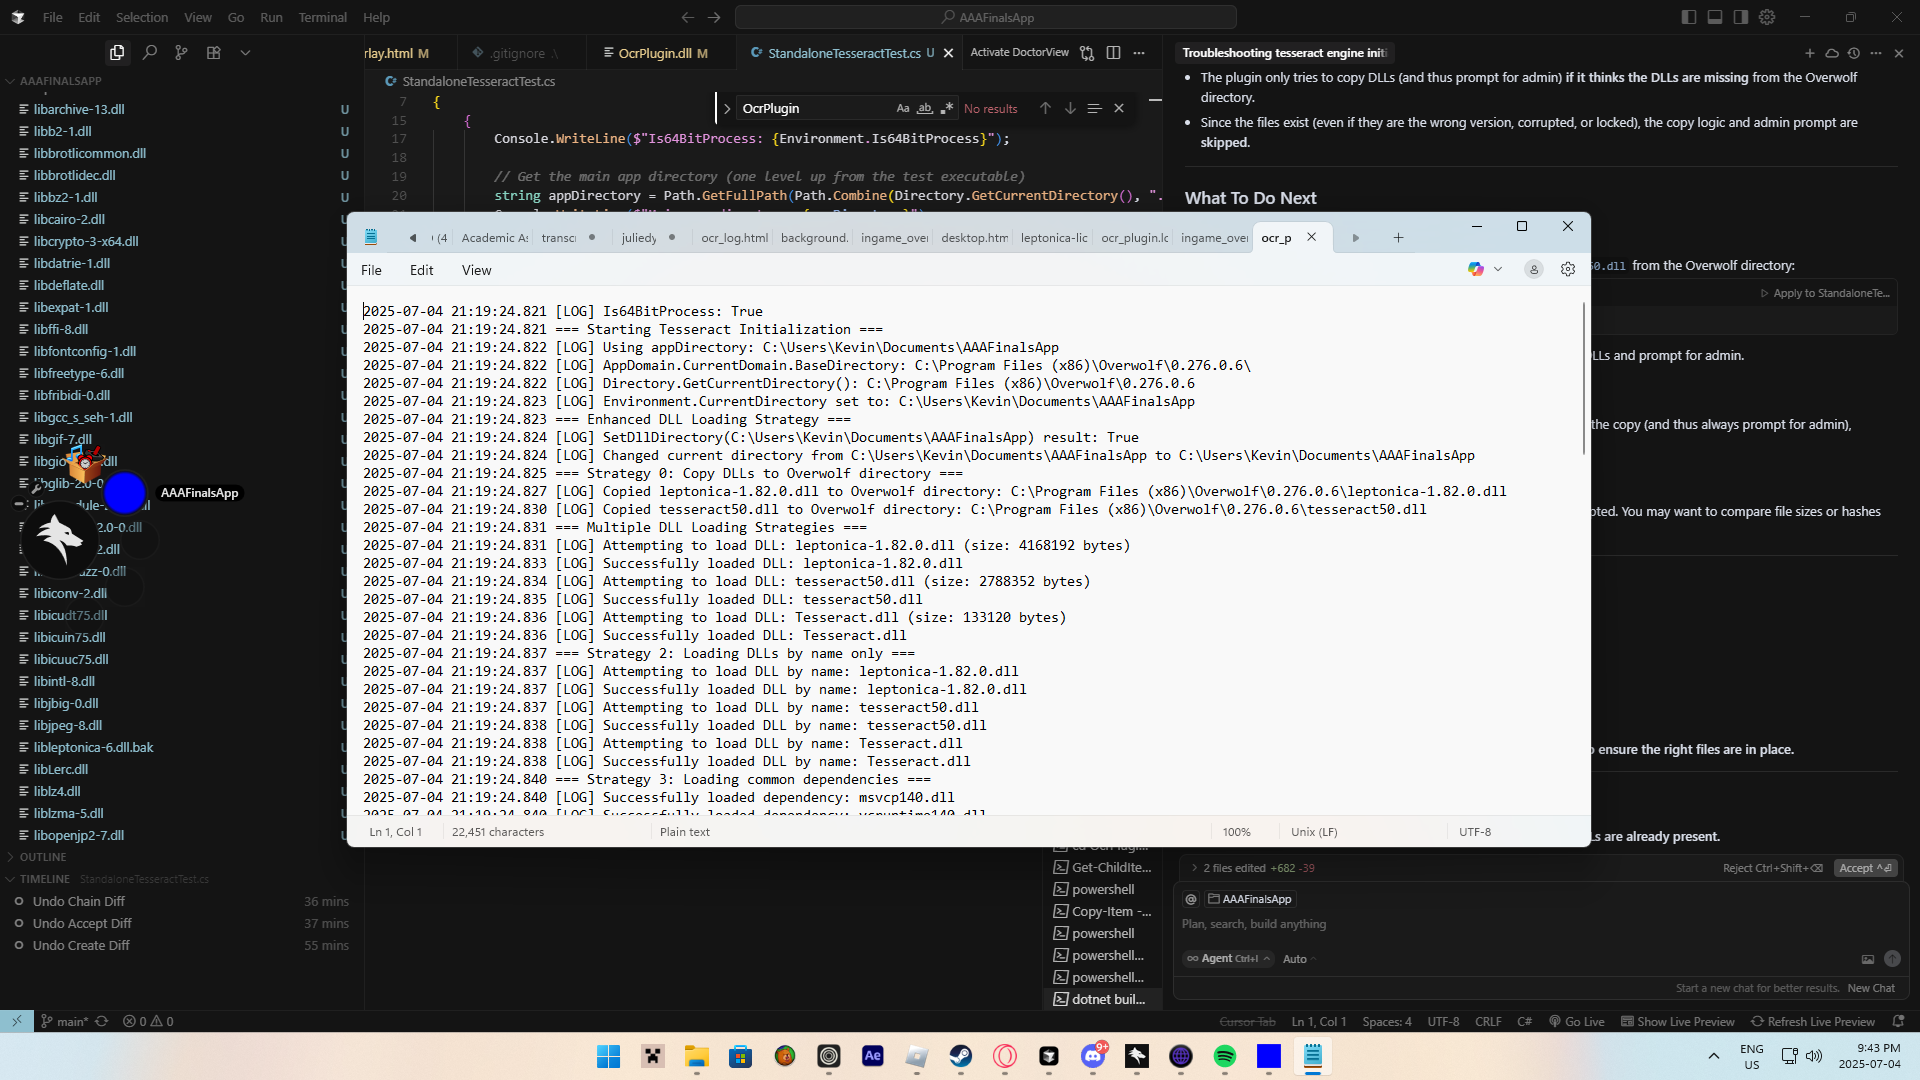 File Edit Selection View Go Run Terminal Help
AAAFinalsApp
AAAFINALSAPP
libarchive-13.dll U
libb2-1.dll U
libbrotlicommon.dll U
libbrotlidec.dll U
libbz2-1.dll U
libcairo-2.dll U
libcrypto-3-x64.dll U
libdatrie-1.dll
libdeflate.dll
libexpat-1.dll
libffi-8.dll
libfontconfig-1.dll
libfreetype-6.dll
libfribidi-0.dll
libgcc_s_seh-1.dll
libgif-7.dll
AAAFinalsApp
libiconv-2.dll
libicudt75.dll
libicuin75.dll
libicuuc75.dll
libintl-8.dll
libjbig-0.dll
libjpeg-8.dll
libleptonica-6.dll.bak
libLerc.dll
liblz4.dll
liblzma-5.dll
libopenjp2-7.dll
OUTLINE
TIMELINE StandaloneTesseractTest.cs
Undo Chain Diff 36 mins
Undo Accept Diff 37 mins
Undo Create Diff 55 mins
rlay.html M .gitignore OcrPlugin.dll M StandaloneTesseractTest.cs U Activate DoctorView
StandaloneTesseractTest.cs
OcrPlugin No results
7 {
15 {
17 Console.WriteLine($"Is64BitProcess: {Environment.Is64BitProcess}");
18
19 // Get the main app directory (one level up from the test executable)
20 string appDirectory = Path.GetFullPath(Path.Combine(Directory.GetCurrentDirectory(), "..
Troubleshooting tesseract engine initi
The plugin only tries to copy DLLs (and thus prompt for admin) if it thinks the DLLs are missing from the Overwolf
directory.
Since the files exist (even if they are the wrong version, corrupted, or locked), the copy logic and admin prompt are
skipped.
What To Do Next
50.dll from the Overwolf directory:
Apply to StandaloneTe...
LLs and prompt for admin.
the copy (and thus always prompt for admin),
pted. You may want to compare file sizes or hashes
o ensure the right files are in place.
Ls are already present.
2 files edited +682 -39 Reject Ctrl+Shift+⌫ Accept ^⏎
@ AAAFinalsApp
Plan, search, build anything
Agent Ctrl+I Auto
Start a new chat for better results. New Chat
(4 Academic As transcr juliedy ocr_log.html background. ingame_over desktop.htm leptonica-lic ocr_plugin.lc ingame_over ocr_p
File Edit View
2025-07-04 21:19:24.821 [LOG] Is64BitProcess: True
2025-07-04 21:19:24.821 === Starting Tesseract Initialization ===
2025-07-04 21:19:24.822 [LOG] Using appDirectory: C:\Users\Kevin\Documents\AAAFinalsApp
2025-07-04 21:19:24.822 [LOG] AppDomain.CurrentDomain.BaseDirectory: C:\Program Files (x86)\Overwolf\0.276.0.6\
2025-07-04 21:19:24.822 [LOG] Directory.GetCurrentDirectory(): C:\Program Files (x86)\Overwolf\0.276.0.6
2025-07-04 21:19:24.823 [LOG] Environment.CurrentDirectory set to: C:\Users\Kevin\Documents\AAAFinalsApp
2025-07-04 21:19:24.823 === Enhanced DLL Loading Strategy ===
2025-07-04 21:19:24.824 [LOG] SetDllDirectory(C:\Users\Kevin\Documents\AAAFinalsApp) result: True
2025-07-04 21:19:24.824 [LOG] Changed current directory from C:\Users\Kevin\Documents\AAAFinalsApp to C:\Users\Kevin\Documents\AAAFinalsApp
2025-07-04 21:19:24.825 === Strategy 0: Copy DLLs to Overwolf directory ===
2025-07-04 21:19:24.827 [LOG] Copied leptonica-1.82.0.dll to Overwolf directory: C:\Program Files (x86)\Overwolf\0.276.0.6\leptonica-1.82.0.dll
2025-07-04 21:19:24.830 [LOG] Copied tesseract50.dll to Overwolf directory: C:\Program Files (x86)\Overwolf\0.276.0.6\tesseract50.dll
2025-07-04 21:19:24.831 === Multiple DLL Loading Strategies ===
2025-07-04 21:19:24.831 [LOG] Attempting to load DLL: leptonica-1.82.0.dll (size: 4168192 bytes)
2025-07-04 21:19:24.833 [LOG] Successfully loaded DLL: leptonica-1.82.0.dll
2025-07-04 21:19:24.834 [LOG] Attempting to load DLL: tesseract50.dll (size: 2788352 bytes)
2025-07-04 21:19:24.835 [LOG] Successfully loaded DLL: tesseract50.dll
2025-07-04 21:19:24.836 [LOG] Attempting to load DLL: Tesseract.dll (size: 133120 bytes)
2025-07-04 21:19:24.836 [LOG] Successfully loaded DLL: Tesseract.dll
2025-07-04 21:19:24.837 === Strategy 2: Loading DLLs by name only ===
2025-07-04 21:19:24.837 [LOG] Attempting to load DLL by name: leptonica-1.82.0.dll
2025-07-04 21:19:24.837 [LOG] Successfully loaded DLL by name: leptonica-1.82.0.dll
2025-07-04 21:19:24.837 [LOG] Attempting to load DLL by name: tesseract50.dll
2025-07-04 21:19:24.838 [LOG] Successfully loaded DLL by name: tesseract50.dll
2025-07-04 21:19:24.838 [LOG] Attempting to load DLL by name: Tesseract.dll
2025-07-04 21:19:24.838 [LOG] Successfully loaded DLL by name: Tesseract.dll
2025-07-04 21:19:24.840 === Strategy 3: Loading common dependencies ===
2025-07-04 21:19:24.840 [LOG] Successfully loaded dependency: msvcp140.dll
2025-07-04 21:19:24.840 [LOG] Successfully loaded dependency: vcruntime140.dll
Ln 1, Col 1 22,451 characters Plain text 100% Unix (LF) UTF-8
Get-ChildIte...
powershell
Copy-Item -...
powershell
powershell...
powershell...
dotnet buil...
main* 0 0 Cursor Tab Ln 1, Col 1 Spaces: 4 UTF-8 CRLF C# Go Live Show Live Preview Refresh Live Preview
Ae 9+ ENG US 9:43 PM 2025-07-04